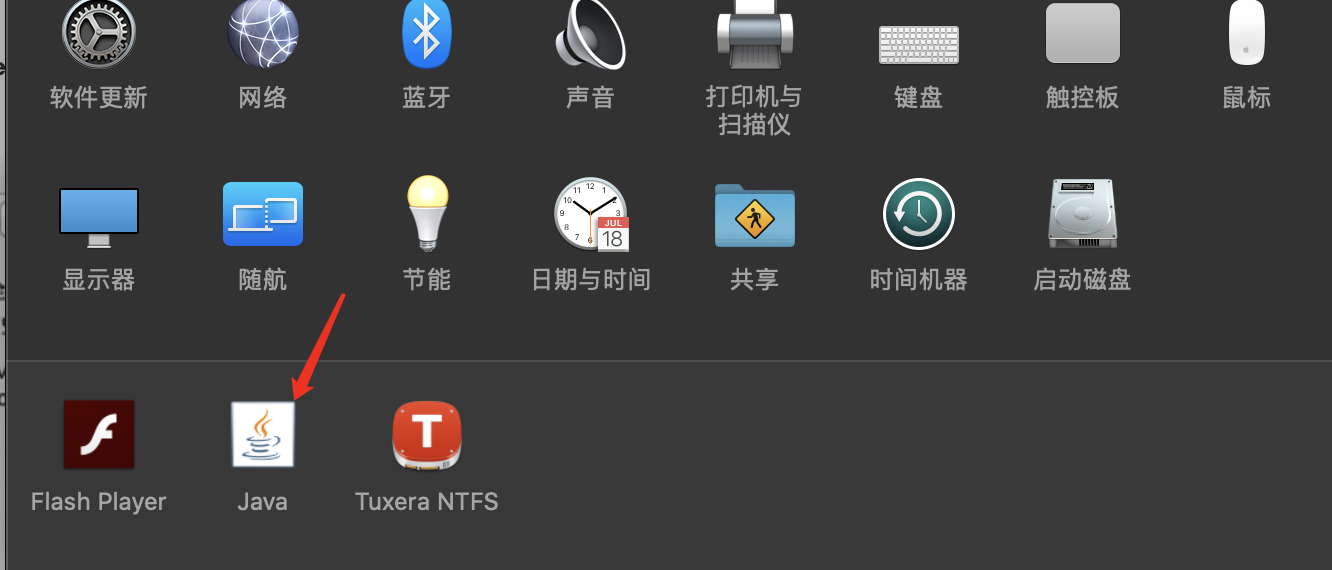 软件更新
网络
蓝牙
声音
打印机与
扫描仪
键盘
触控板
鼠标
JUL
18
显示器
随航
节能
日期与时间
共享
时间机器
启动磁盘
T
Flash Player
Java
Tuxera NTFS